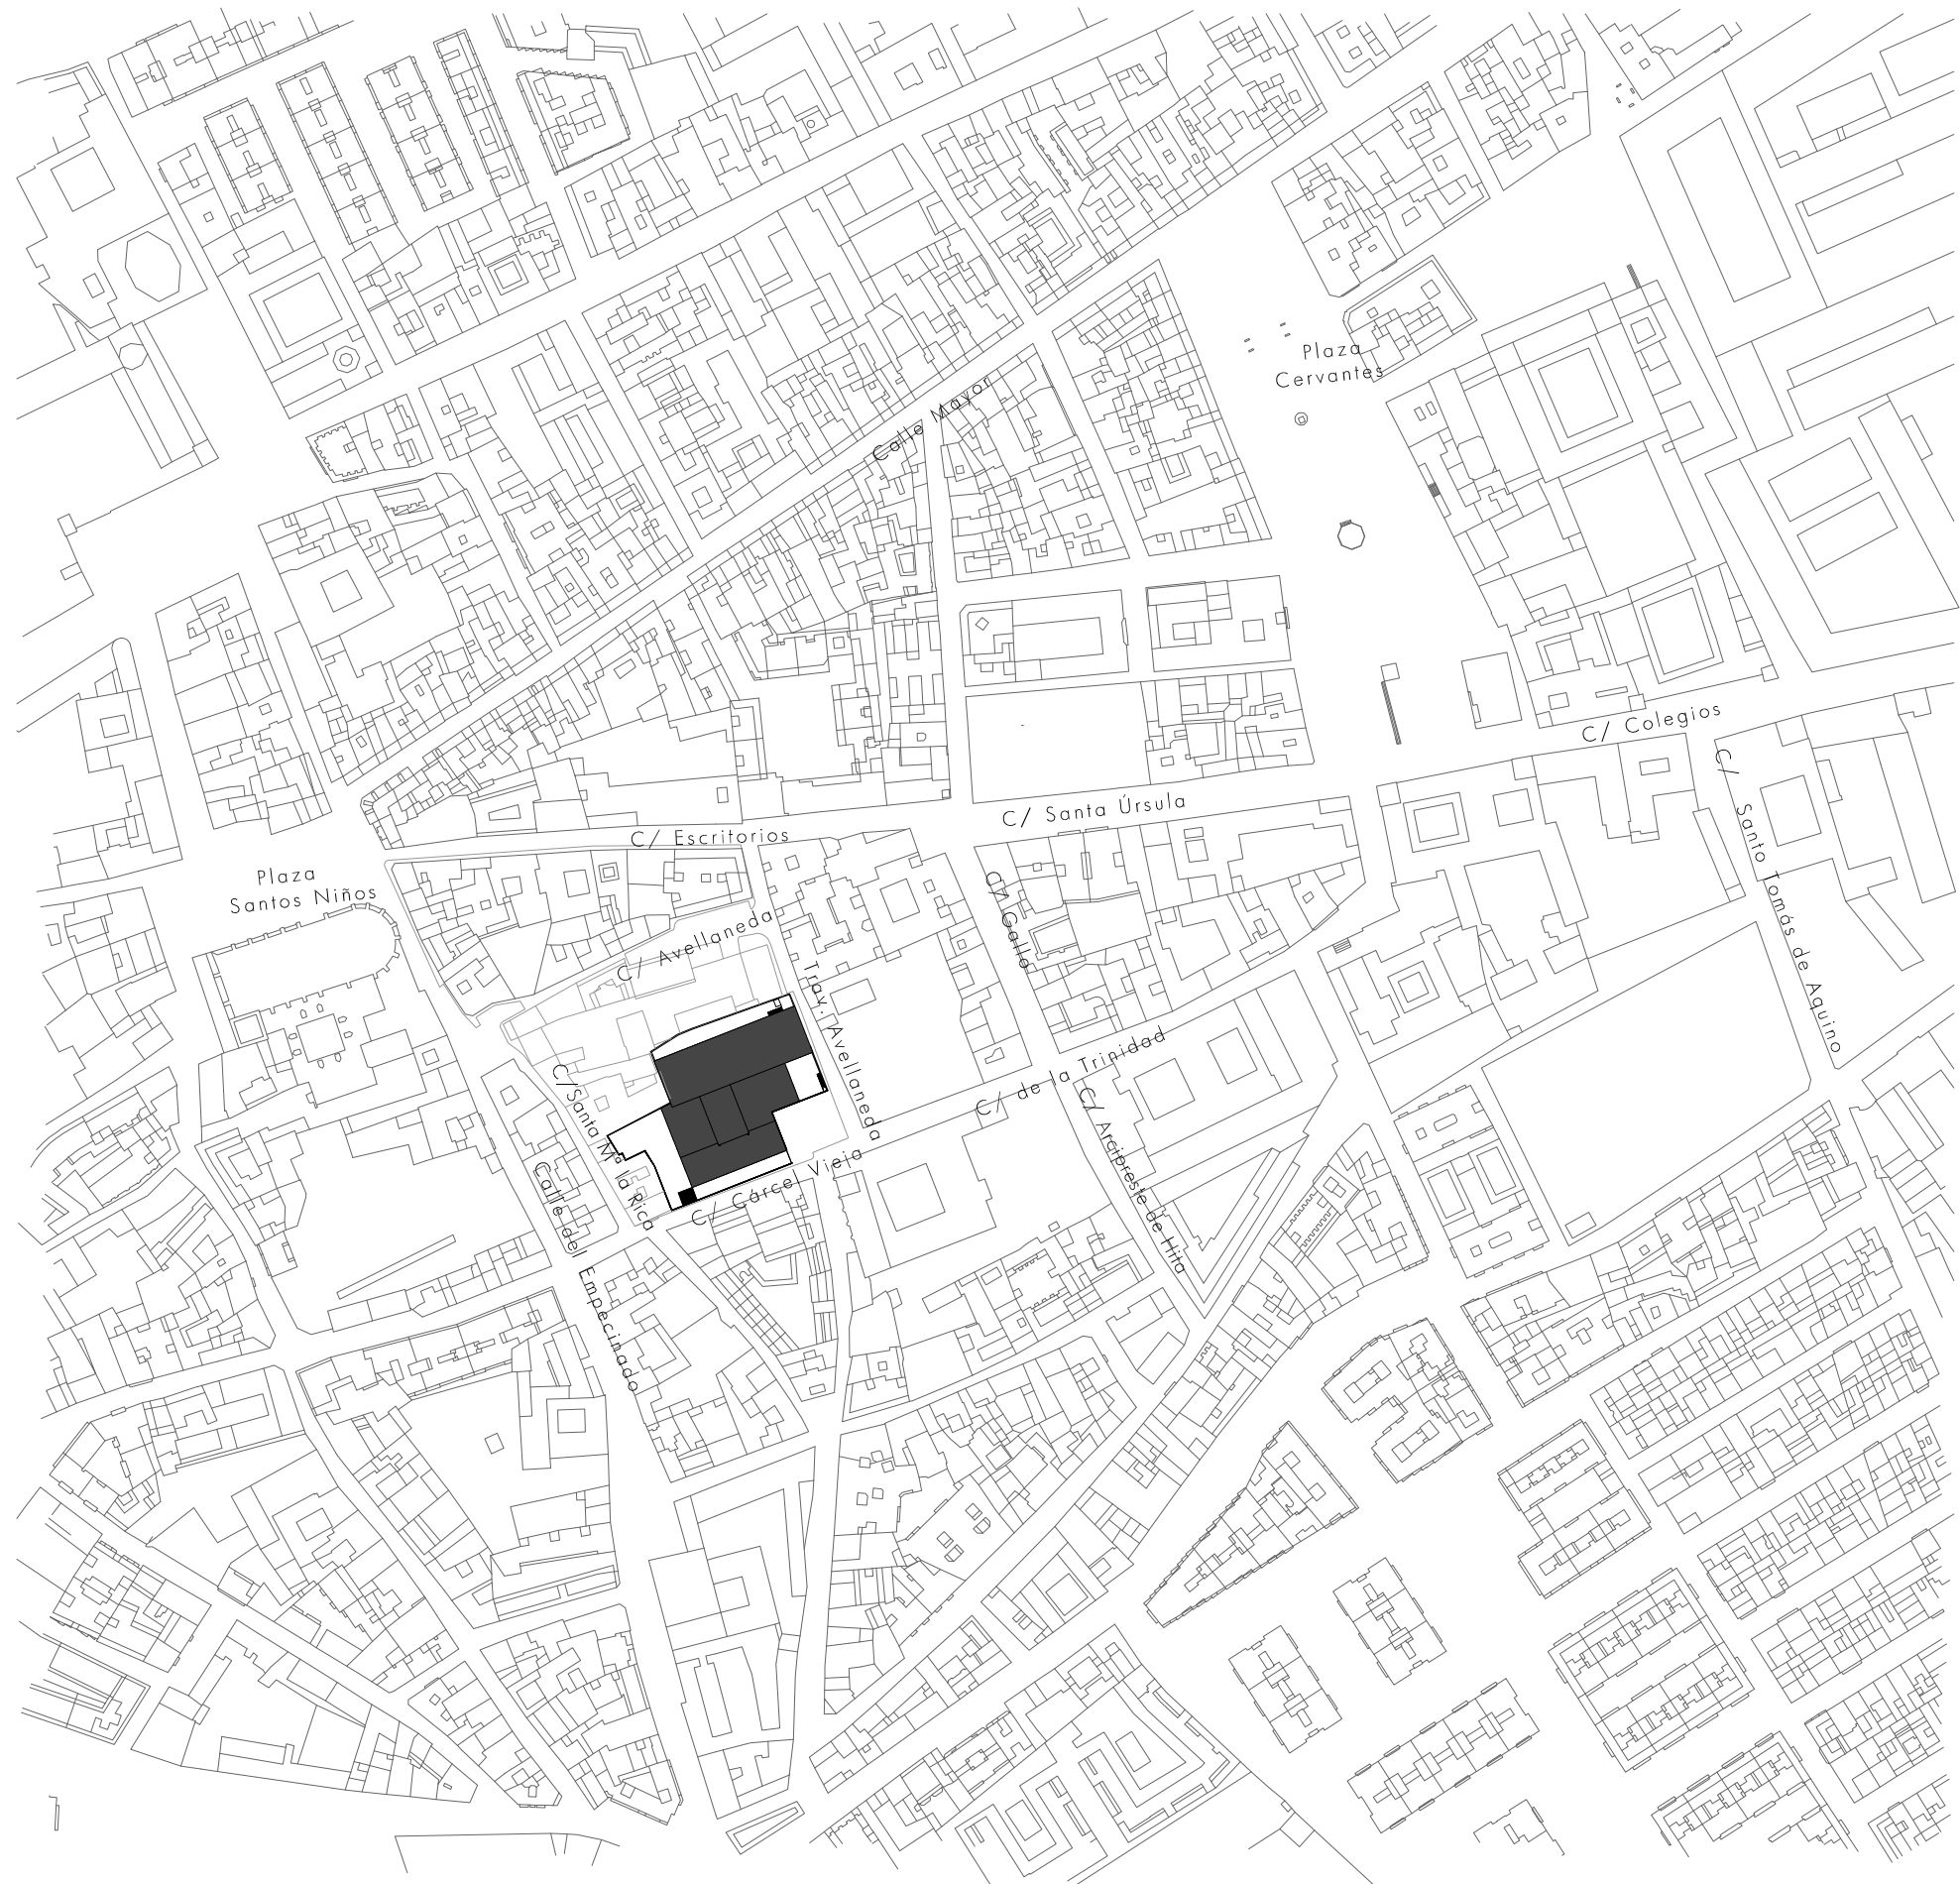 Plaza
Cervantes
Calle Mayor
C/ Colegios
C/ Santo Tomás de Aquino
C/ Santa Úrsula
C/ Escritorios
Plaza
Santos Niños
C/ Gallo
C/ Avellaneda
Trav. Avellaneda
C/ de la Trinidad
C/Santa Mª la Rica
C/ Arcipreste de Hita
C/ Cárcel Vieja
Calle del Empecinado